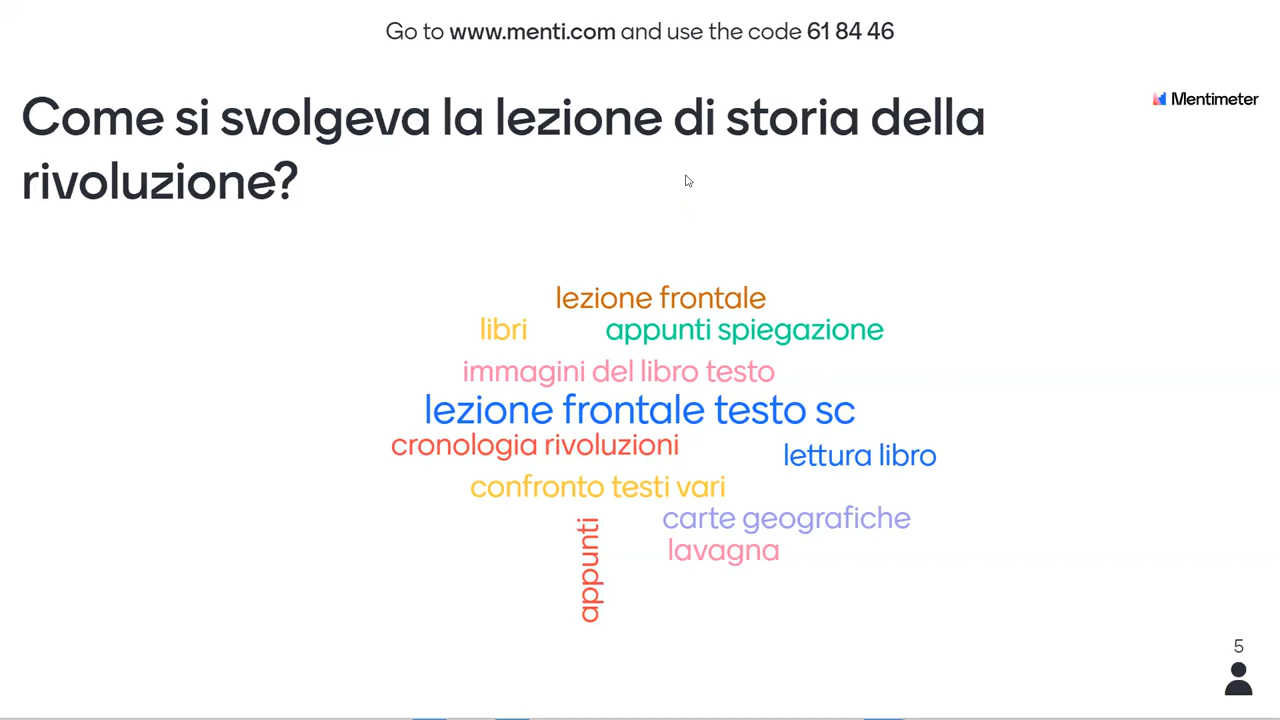 Go to www.menti.com and use the code 61 84 46
Mentimeter
Come si svolgeva la lezione di storia della
rivoluzione?
lezione frontale
libri
appunti spiegazione
immagini del libro testo
lezione frontale testo sc
cronologia rivoluzioni
lettura libro
confronto testi vari
carte geografiche
lavagna
appunti
5